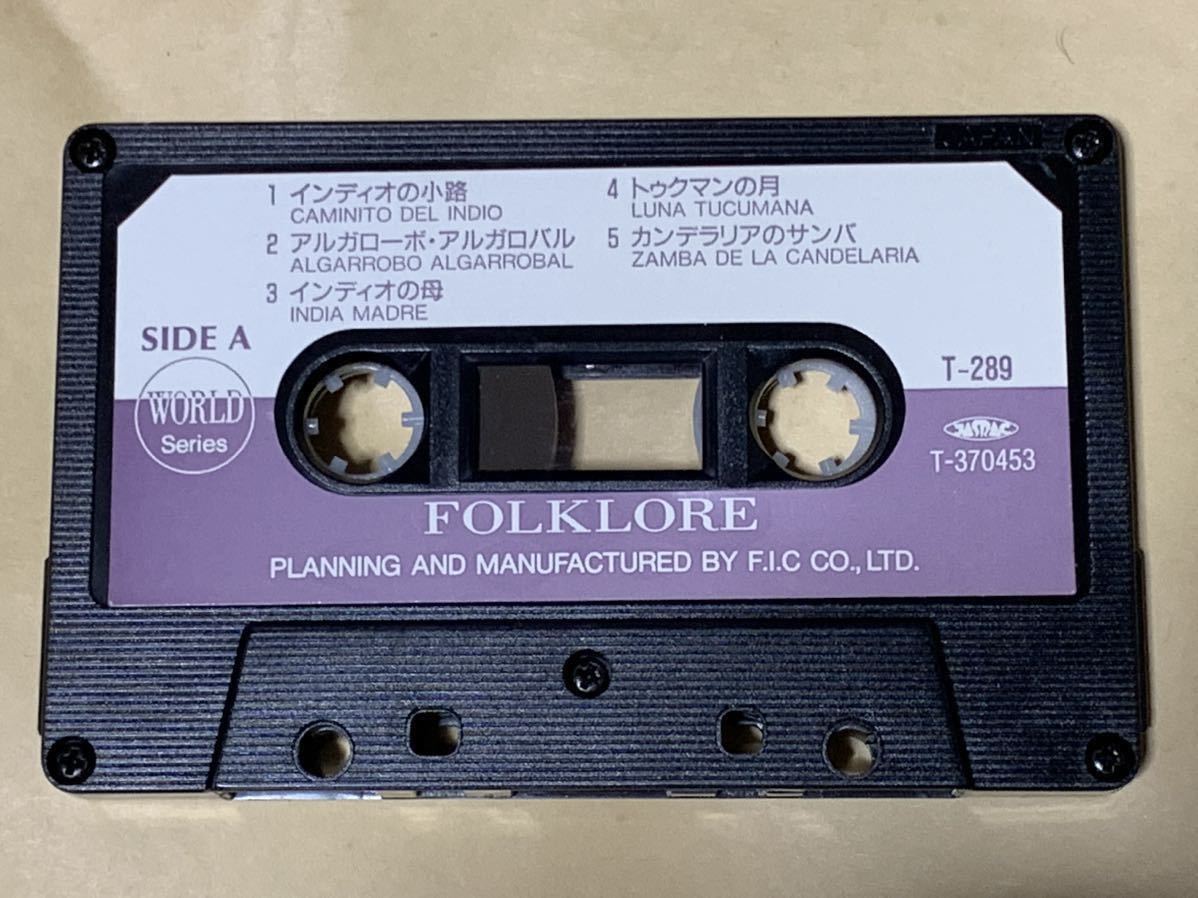 JAPAN
1 インディオの小路
CAMINITO DEL INDIO
2 アルガローボ・アルガロバル
ALGARROBO ALGARROBAL
3 インディオの母
INDIA MADRE
4 トゥクマンの月
LUNA TUCUMANA
5 カンデラリアのサンバ
ZAMBA DE LA CANDELARIA
SIDE A
WORLD
Series
T-289
JASRAC
T-370453
FOLKLORE
PLANNING AND MANUFACTURED BY F.I.C CO., LTD.